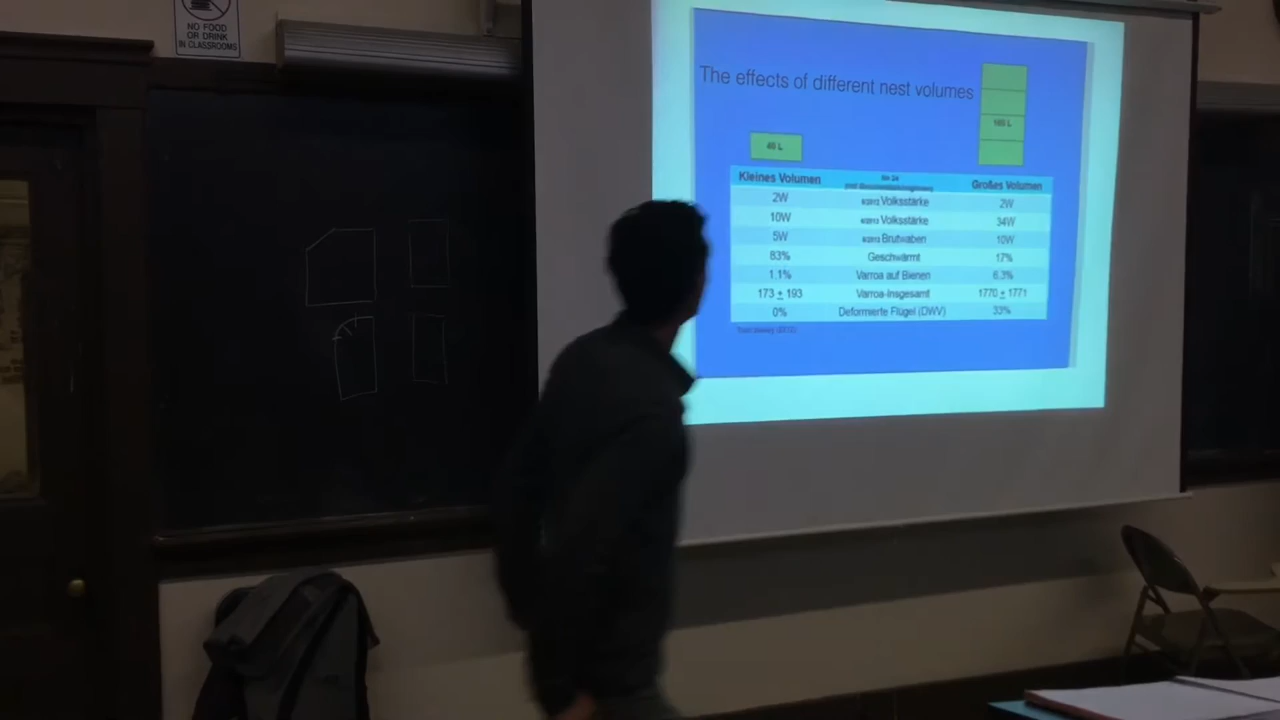 NO FOOD
OR DRINK
IN CLASSROOMS
The effects of different nest volumes
Kleines Volumen Großes Volumen
2W Volksstärke 2W
10W Volksstärke 34W
5W Brutwaben 10W
83% Geschwärmt 17%
1.1% Varroa auf Bienen 6.3%
173 ± 193 Varroa-Insgesamt 1770 ± 1771
0% Deformierte Flügel (DWV) 33%